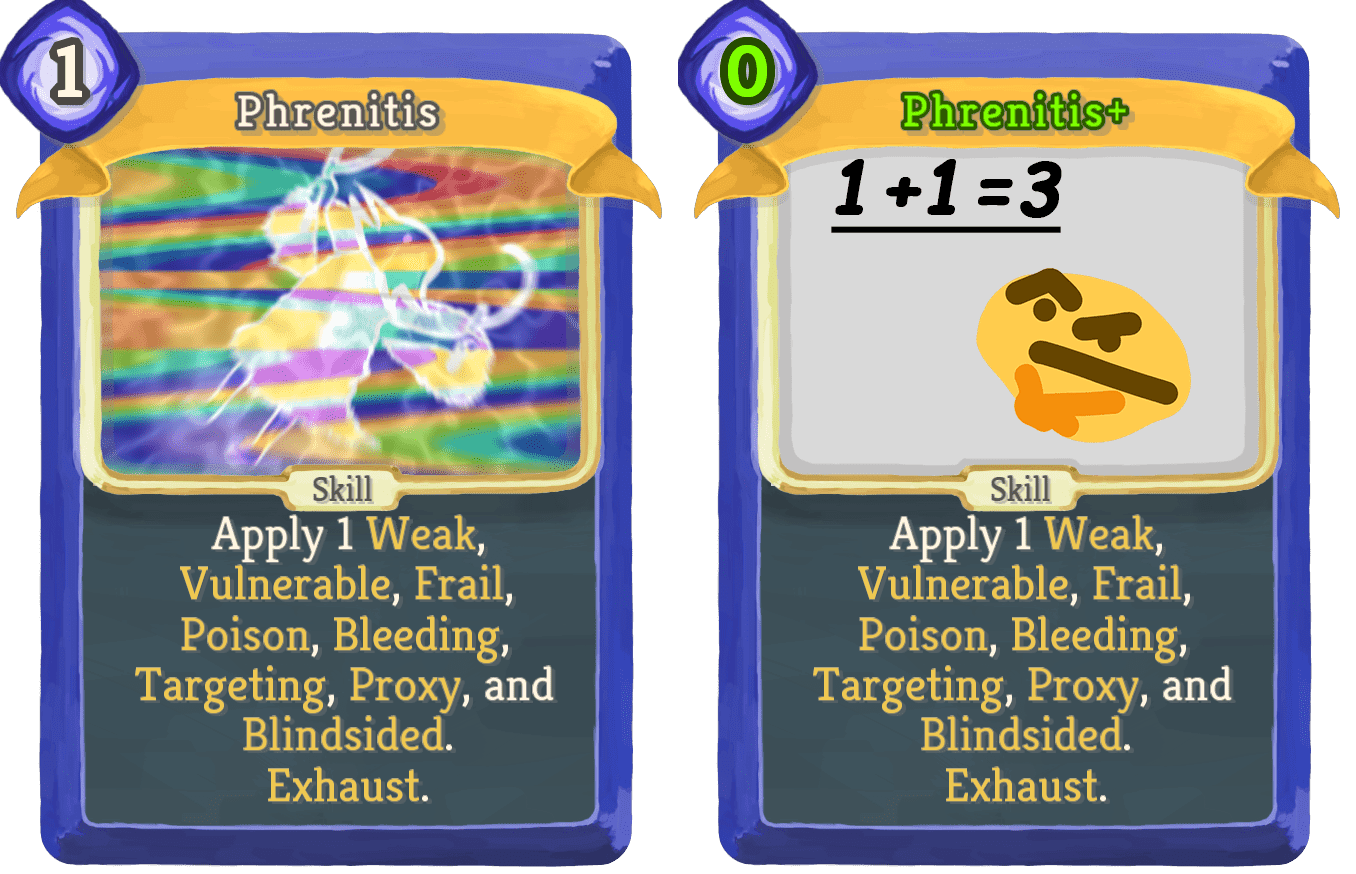 1
Phrenitis
Skill
Apply 1 Weak,
Vulnerable, Frail,
Poison, Bleeding,
Targeting, Proxy, and
Blindsided.
Exhaust.
0
Phrenitis+
1+1=3
Skill
Apply 1 Weak,
Vulnerable, Frail,
Poison, Bleeding,
Targeting, Proxy, and
Blindsided.
Exhaust.